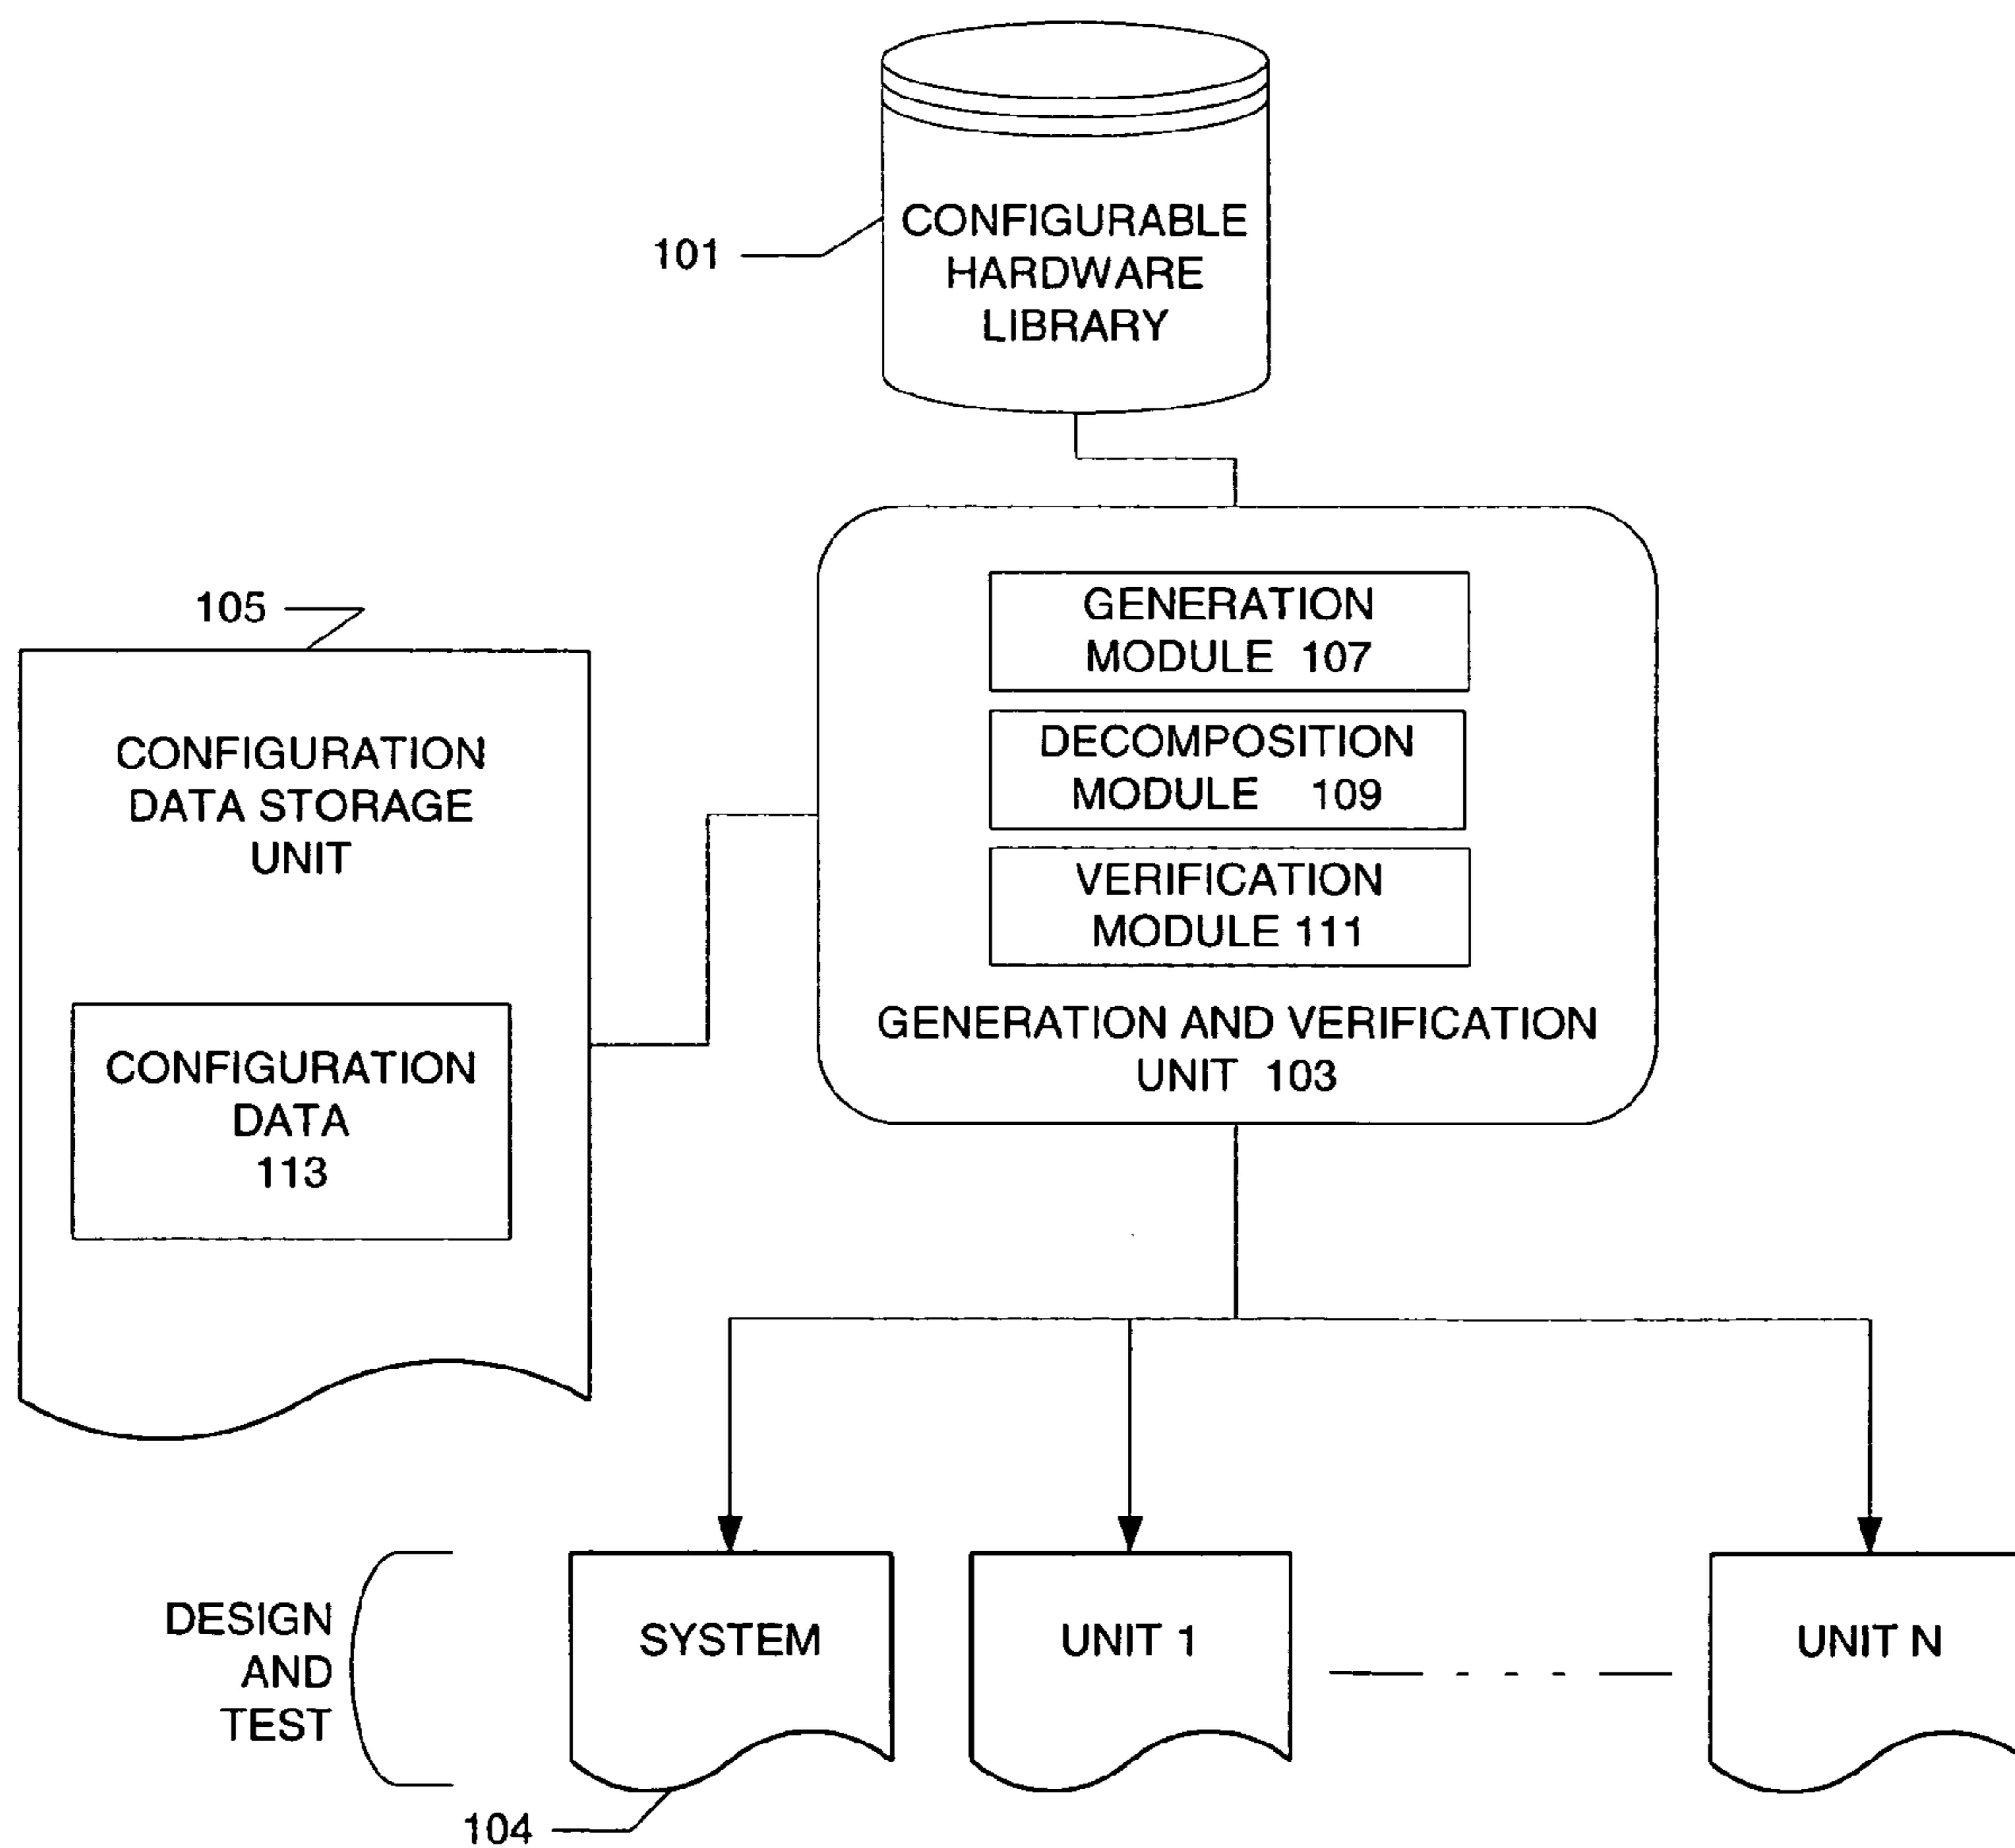 CONFIGURABLE
HARDWARE
LIBRARY
101
105
GENERATION
MODULE 107
DECOMPOSITION
MODULE 109
VERIFICATION
MODULE 111
GENERATION AND VERIFICATION
UNIT 103
CONFIGURATION
DATA STORAGE
UNIT
CONFIGURATION
DATA
113
DESIGN
AND
TEST
SYSTEM
UNIT 1
UNIT N
104